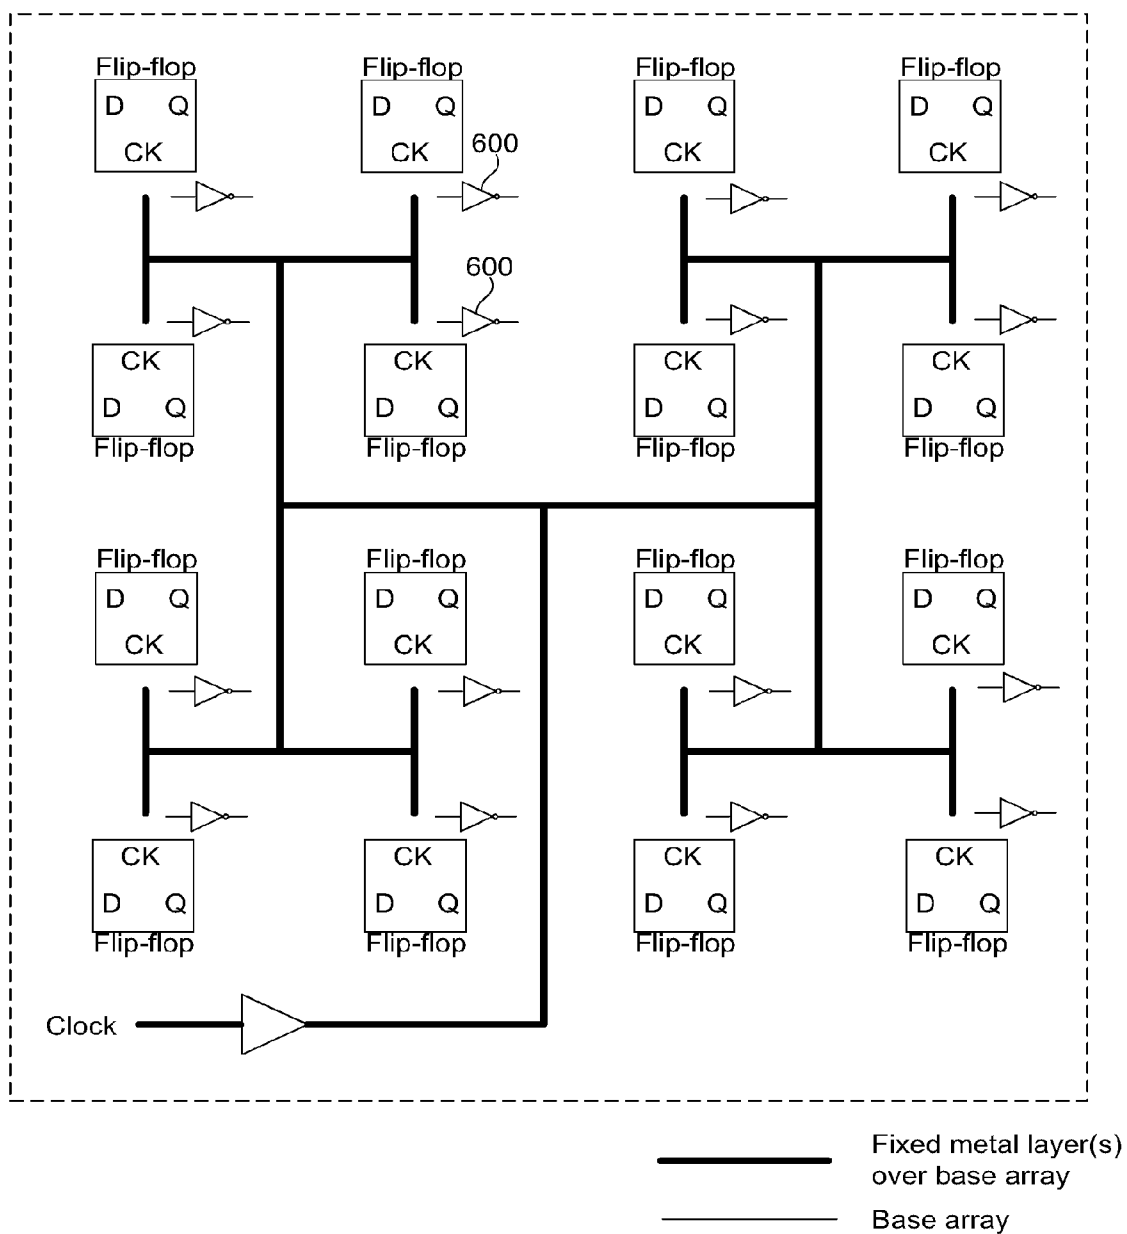 Flip-flop Flip-flop Flip-flop Flip-flop
D Q D Q D Q D Q
CK CK CK CK
600
600
CK CK CK CK
D Q D Q D Q D Q
Flip-flop Flip-flop Flip-flop Flip-flop
Flip-flop Flip-flop Flip-flop Flip-flop
D Q D Q D Q D Q
CK CK CK CK
CK CK CK CK
D Q D Q D Q D Q
Flip-flop Flip-flop Flip-flop Flip-flop
Clock
Fixed metal layer(s)
over base array
Base array